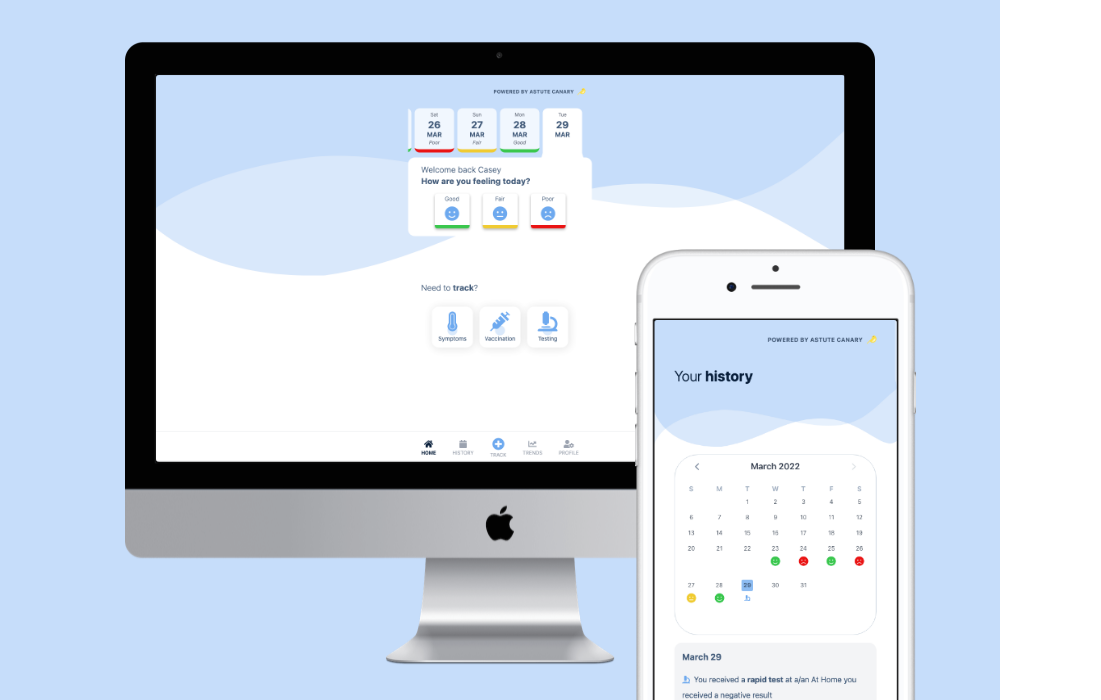 POWERED BY ASTUTE CANARY
Sat Sun Mon Tue
26 27 28 29
MAR MAR MAR MAR
Poor Fair Good
Welcome back Casey
How are you feeling today?
Good Fair Poor
Need to track?
Symptoms Vaccination Testing
HOME HISTORY TRACK TRENDS PROFILE
POWERED BY ASTUTE CANARY
Your history
March 2022
S M T W T F S
1 2 3 4 5
6 7 8 9 10 11 12
13 14 15 16 17 18 19
20 21 22 23 24 25 26
27 28 29 30 31
March 29
You received a rapid test at a/an At Home you
received a negative result